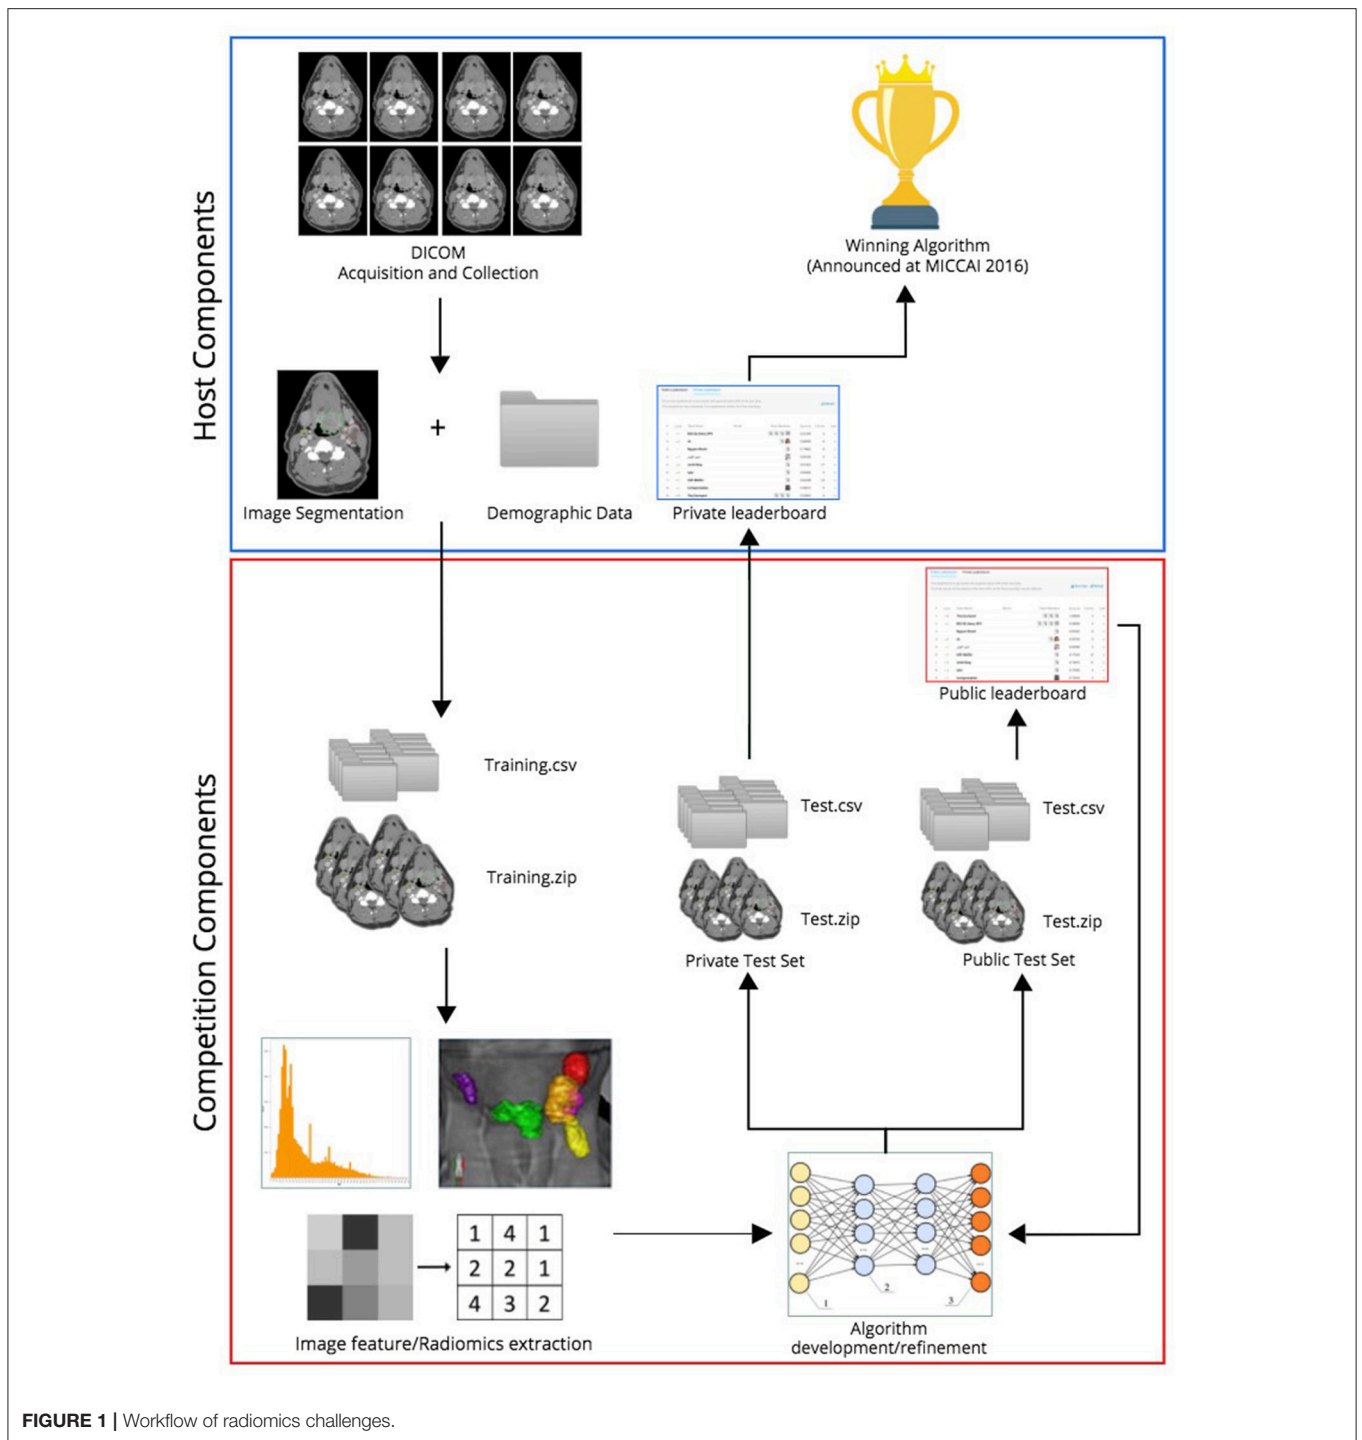 Host Components
DICOM
Acquisition and Collection
Winning Algorithm
(Announced at MICCAI 2016)
+
Image Segmentation
Demographic Data
Private leaderboard
Competition Components
Public leaderboard
Training.csv
Training.zip
Test.csv
Test.zip
Private Test Set
Test.csv
Test.zip
Public Test Set
1 4 1
2 2 1
4 3 2
Image feature/Radiomics extraction
1
2
3
Algorithm
development/refinement
FIGURE 1 | Workflow of radiomics challenges.